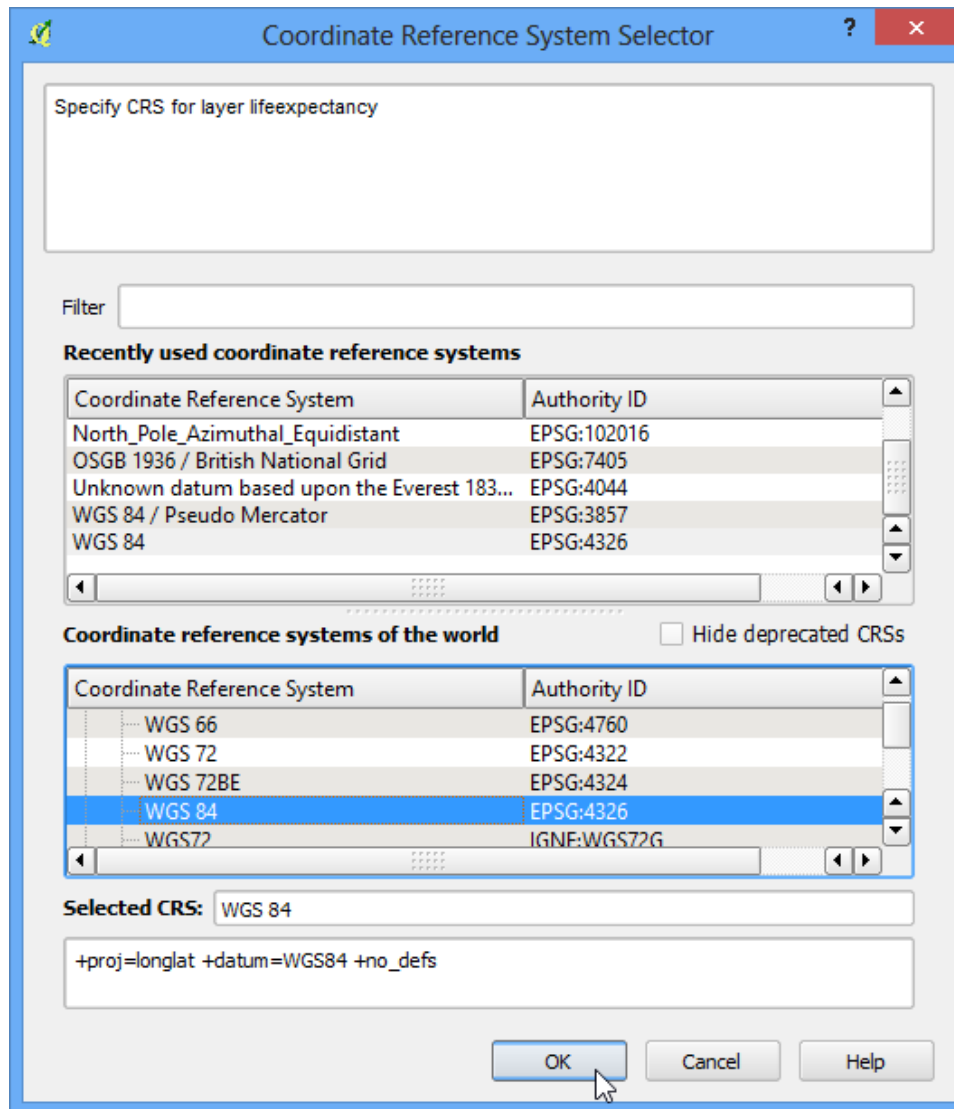 Coordinate Reference System Selector ?
Specify CRS for layer lifeexpectancy
Filter
Recently used coordinate reference systems
Coordinate Reference System Authority ID
North_Pole_Azimuthal_Equidistant EPSG:102016
OSGB 1936 / British National Grid EPSG:7405
Unknown datum based upon the Everest 183... EPSG:4044
WGS 84 / Pseudo Mercator EPSG:3857
WGS 84 EPSG:4326
Coordinate reference systems of the world Hide deprecated CRSs
Coordinate Reference System Authority ID
WGS 66 EPSG:4760
WGS 72 EPSG:4322
WGS 72BE EPSG:4324
WGS 84 EPSG:4326
WGS72 IGNF:WGS72G
Selected CRS: WGS 84
+proj=longlat +datum=WGS84 +no_defs
OK Cancel Help